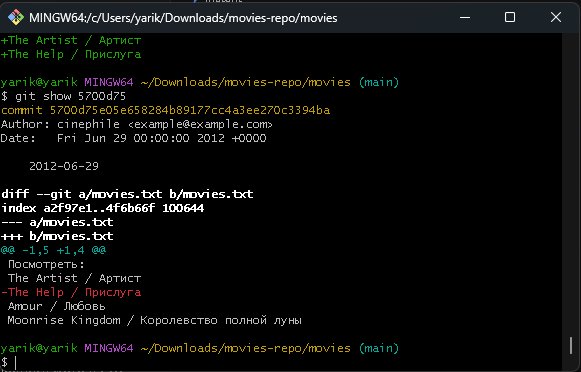 MINGW64:/c/Users/yarik/Downloads/movies-repo/movies
+The Artist / Артист
+The Help / Прислуга
yarik@yarik MINGW64 ~/Downloads/movies-repo/movies (main)
$ git show 5700d75
commit 5700d75e05e658284b89177cc4a3ee270c3394ba
Author: cinephile <example@example.com>
Date:   Fri Jun 29 00:00:00 2012 +0000
    2012-06-29
diff --git a/movies.txt b/movies.txt
index a2f97e1..4f6b66f 100644
--- a/movies.txt
+++ b/movies.txt
@@ -1,5 +1,4 @@
 Посмотреть:
 The Artist / Артист
-The Help / Прислуга
 Amour / Любовь
 Moonrise Kingdom / Королевство полной луны
yarik@yarik MINGW64 ~/Downloads/movies-repo/movies (main)
$